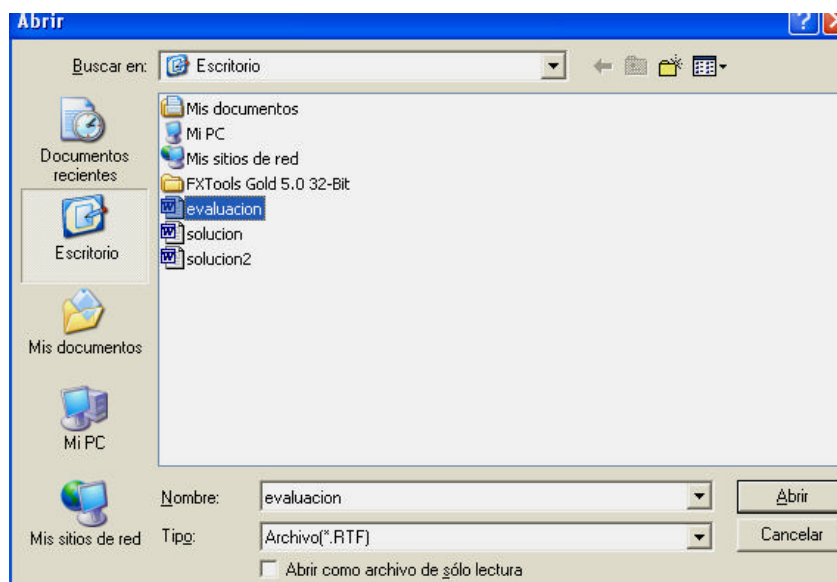 Abrir
Buscar en: Escritorio
Documentos recientes
Escritorio
Mis documentos
Mi PC
Mis sitios de red
Mis documentos
Mi PC
Mis sitios de red
FXTools Gold 5.0 32-Bit
evaluacion
solucion
solucion2
Nombre: evaluacion
Abrir
Tipo: Archivo(*.RTF)
Cancelar
Abrir como archivo de sólo lectura